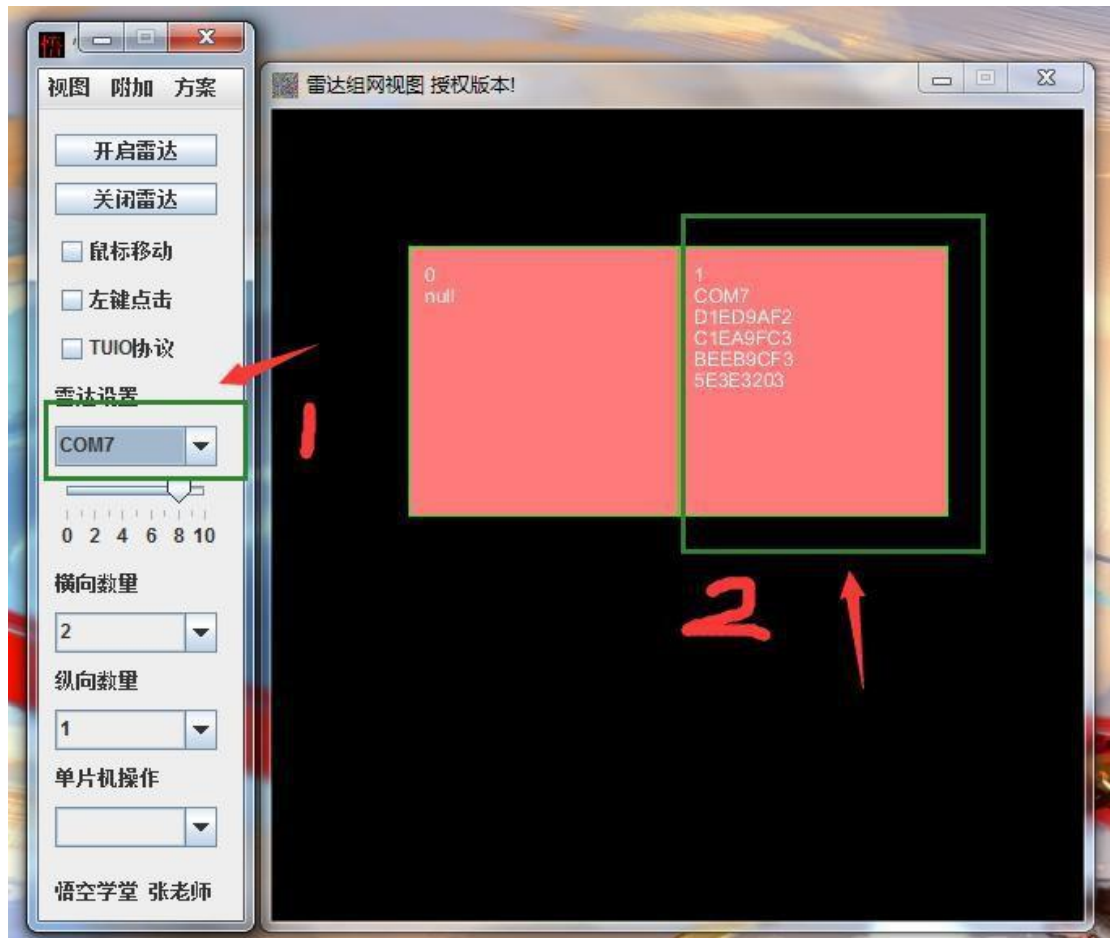 悟
视图 附加 方案
开启雷达
关闭雷达
鼠标移动
左键点击
TUIO协议
雷达设置
COM7
0 2 4 6 8 10
横向数量
2
纵向数量
1
单片机操作
悟空学堂 张老师
雷达组网视图 授权版本!
0
null
1
COM7
D1ED9AF2
C1EA9FC3
BEEB9CF3
5E3E3203
1
2